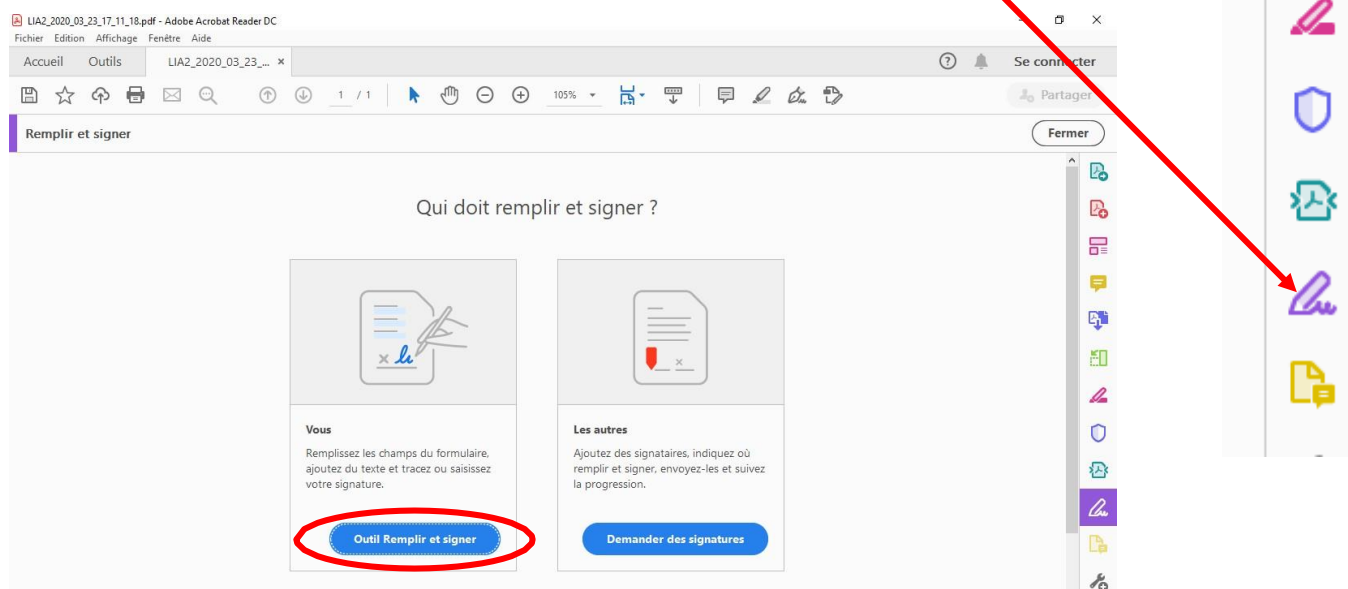 LIA2_2020_03_23_17_11_18.pdf - Adobe Acrobat Reader DC
Fichier Edition Affichage Fenêtre Aide
Accueil Outils LIA2_2020_03_23_... × Se connecter
1 / 1 105% Partager
Remplir et signer Fermer
Qui doit remplir et signer ?
Vous
Remplissez les champs du formulaire,
ajoutez du texte et tracez ou saisissez
votre signature.
Outil Remplir et signer
Les autres
Ajoutez des signataires, indiquez où
remplir et signer, envoyez-les et suivez
la progression.
Demander des signatures